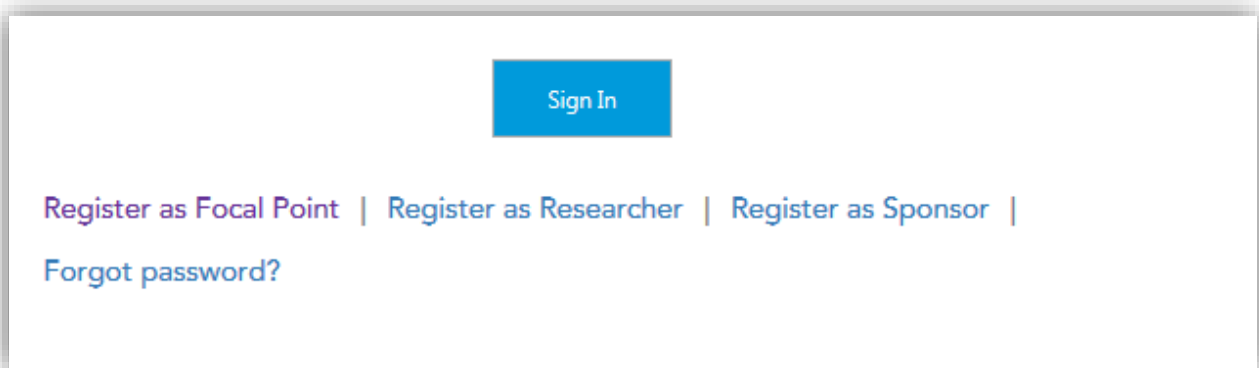 Sign In
Register as Focal Point | Register as Researcher | Register as Sponsor |
Forgot password?